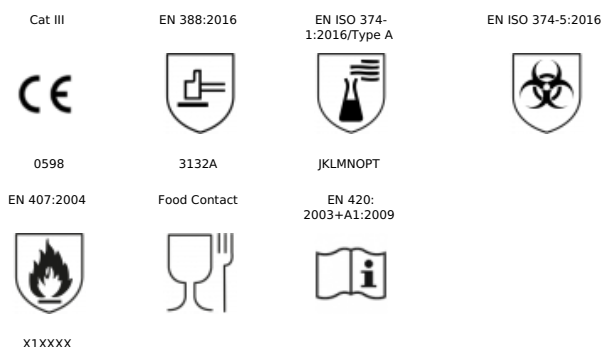 Cat III
EN 388:2016
EN ISO 374-
1:2016/Type A
EN ISO 374-5:2016
CE
0598
3132A
JKLMNOPT
EN 407:2004
Food Contact
EN 420:
2003+A1:2009
i
X1XXXX